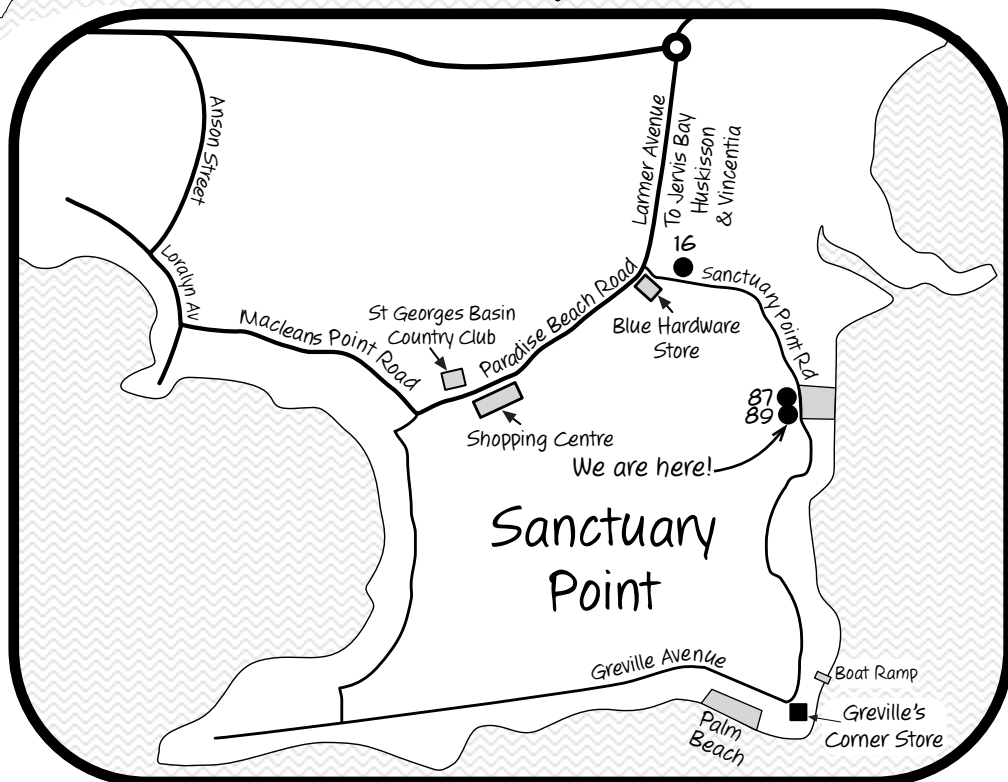 Anson Street
Larmer Avenue
To Jervis Bay
Huskisson
& Vincentia
16
Loralyn Av
Sanctuary Point Rd
Macleans Point Road
St Georges Basin
Country Club
Paradise Beach Road
Blue Hardware
Store
87
89
Shopping Centre
We are here!
Sanctuary
Point
Greville Avenue
Boat Ramp
Palm
Beach
Greville's
Corner Store